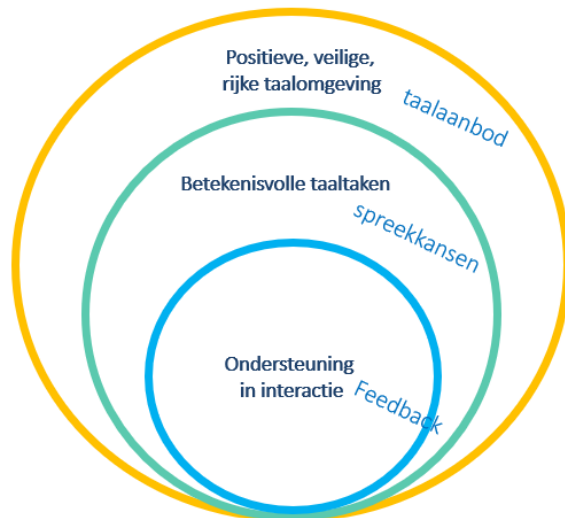 Positieve, veilige,
rijke taalomgeving
taalaanbod
Betekenisvolle taaltaken
spreekkansen
Ondersteuning
in interactie
Feedback